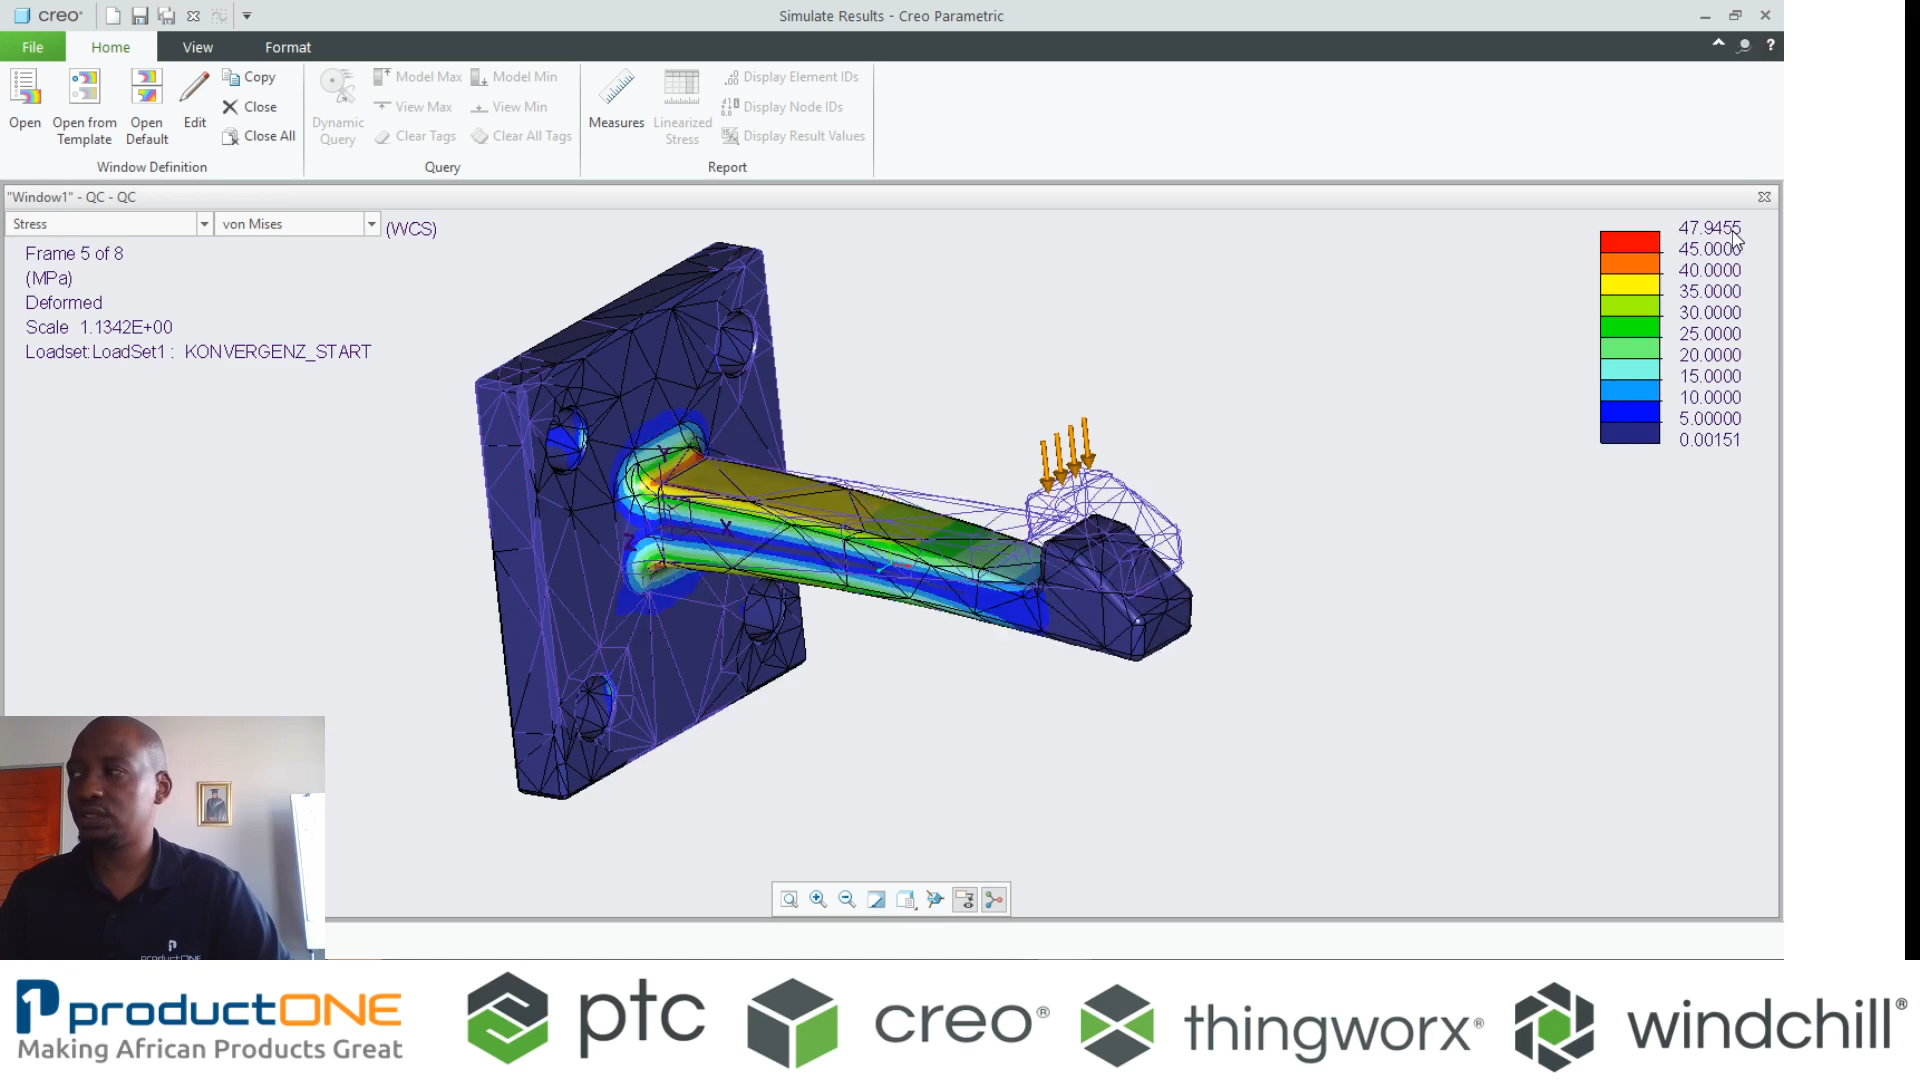 creo
Simulate Results - Creo Parametric
File
Home
View
Format
Open
Open from Template
Open Default
Edit
Copy
Close
Close All
Window Definition
Dynamic Query
Model Max
Model Min
View Max
View Min
Clear Tags
Clear All Tags
Query
Measures
Linearized Stress
Display Element IDs
Display Node IDs
Display Result Values
Report
"Window1" - QC - QC
Stress
von Mises
(WCS)
Frame 5 of 8
(MPa)
Deformed
Scale 1.1342E+00
Loadset:LoadSet1 : KONVERGENZ_START
47.9455
45.0000
40.0000
35.0000
30.0000
25.0000
20.0000
15.0000
10.0000
5.00000
0.00151
Y
X
Z
productONE
productONE
Making African Products Great
ptc
creo®
thingworx®
windchill®